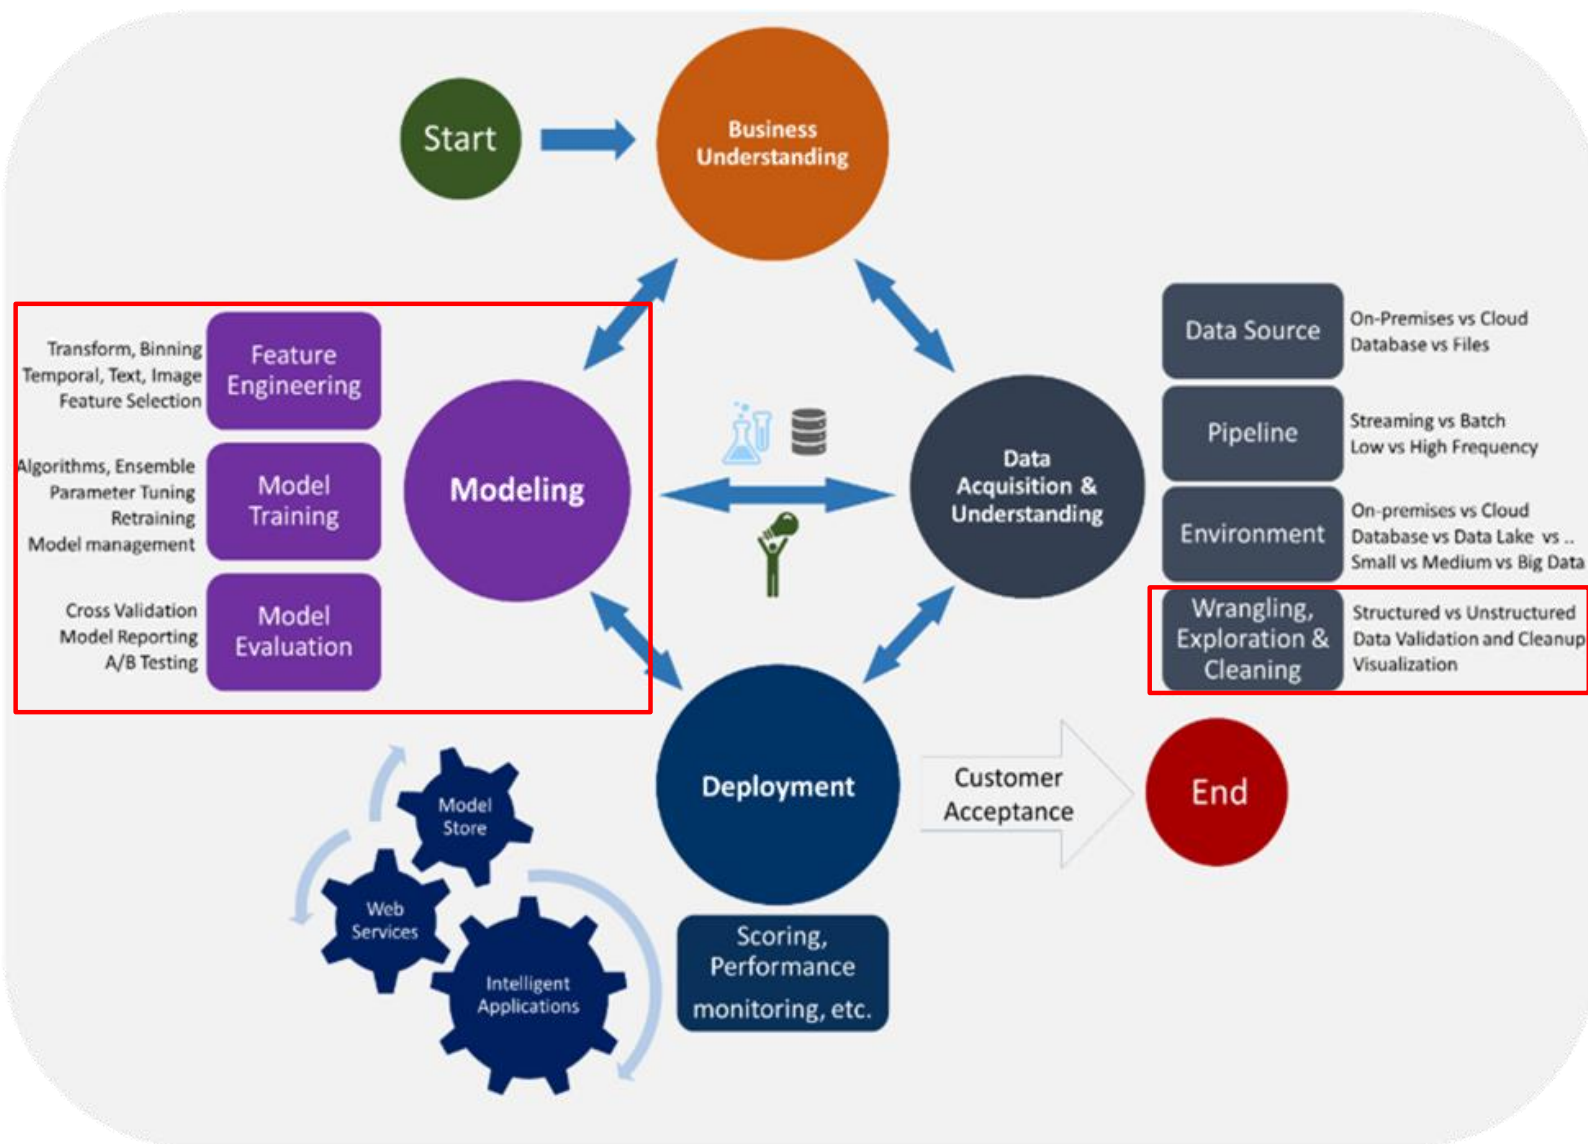 Start
Business
Understanding
Transform, Binning
Temporal, Text, Image
Feature Selection
Feature
Engineering
Algorithms, Ensemble
Parameter Tuning
Retraining
Model management
Model
Training
Cross Validation
Model Reporting
A/B Testing
Model
Evaluation
Modeling
Data
Acquisition &
Understanding
Data Source
On-Premises vs Cloud
Database vs Files
Pipeline
Streaming vs Batch
Low vs High Frequency
Environment
On-premises vs Cloud
Database vs Data Lake vs ..
Small vs Medium vs Big Data
Wrangling,
Exploration &
Cleaning
Structured vs Unstructured
Data Validation and Cleanup
Visualization
Deployment
Customer
Acceptance
End
Model
Store
Web
Services
Intelligent
Applications
Scoring,
Performance
monitoring, etc.